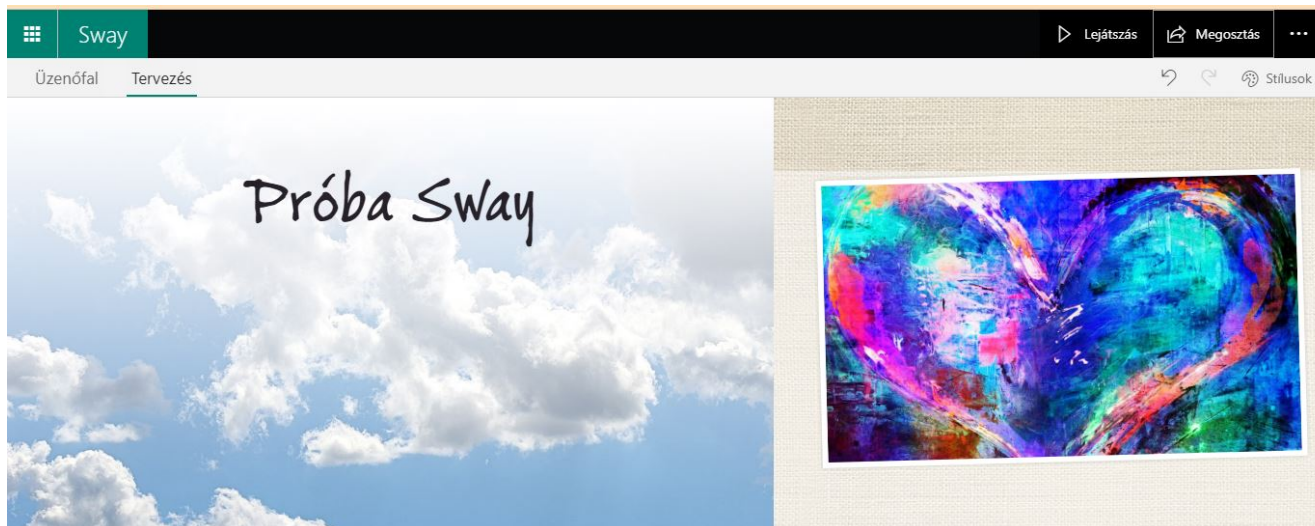 Sway
Lejátszás
Megosztás
Üzenőfal
Tervezés
Stílusok
Próba Sway